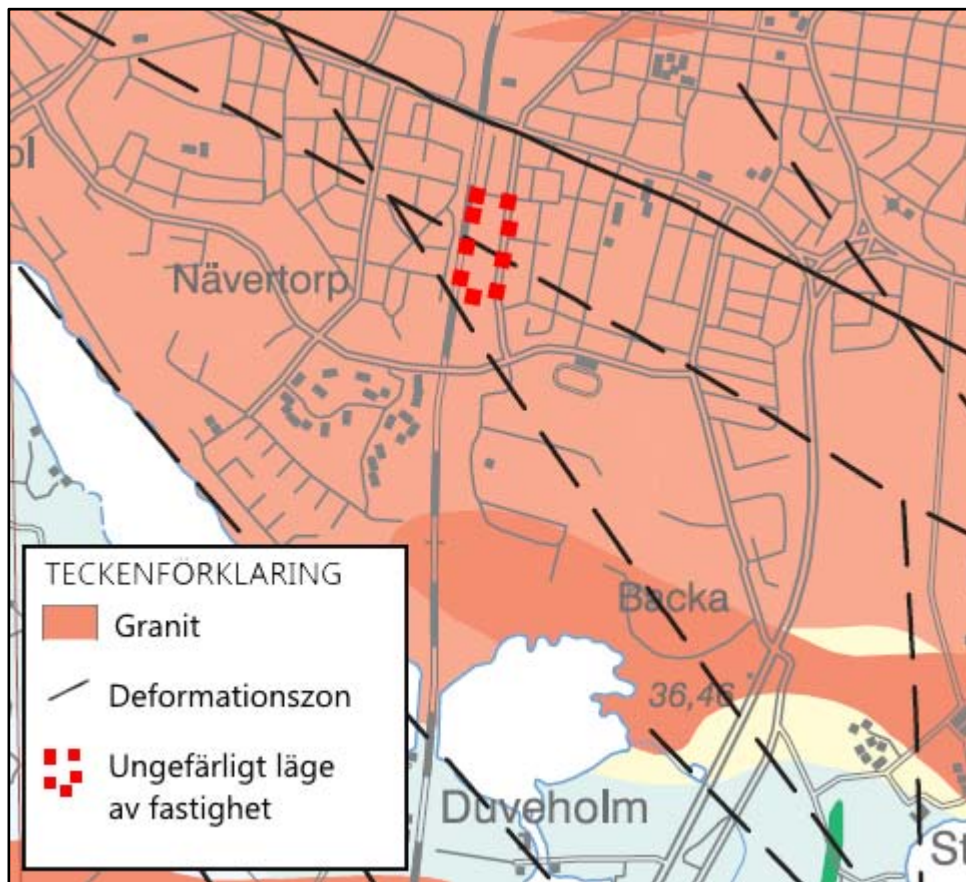 ol
Nävertorp
Backa
36,46
Duveholm
St
TECKENFÖRKLARING
Granit
Deformationszon
Ungefärligt läge
av fastighet